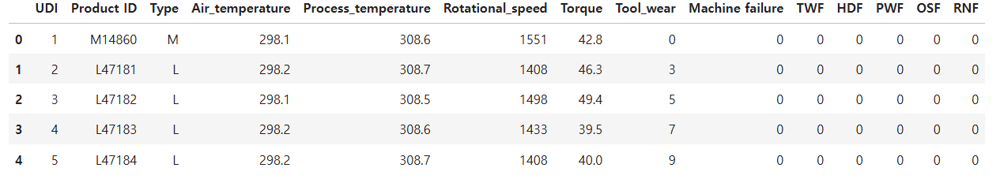 UDI Product ID Type Air_temperature Process_temperature Rotational_speed Torque Tool_wear Machine failure TWF HDF PWF OSF RNF
0 1 M14860 M 298.1 308.6 1551 42.8 0 0 0 0 0 0 0
1 2 L47181 L 298.2 308.7 1408 46.3 3 0 0 0 0 0 0
2 3 L47182 L 298.1 308.5 1498 49.4 5 0 0 0 0 0 0
3 4 L47183 L 298.2 308.6 1433 39.5 7 0 0 0 0 0 0
4 5 L47184 L 298.2 308.7 1408 40.0 9 0 0 0 0 0 0